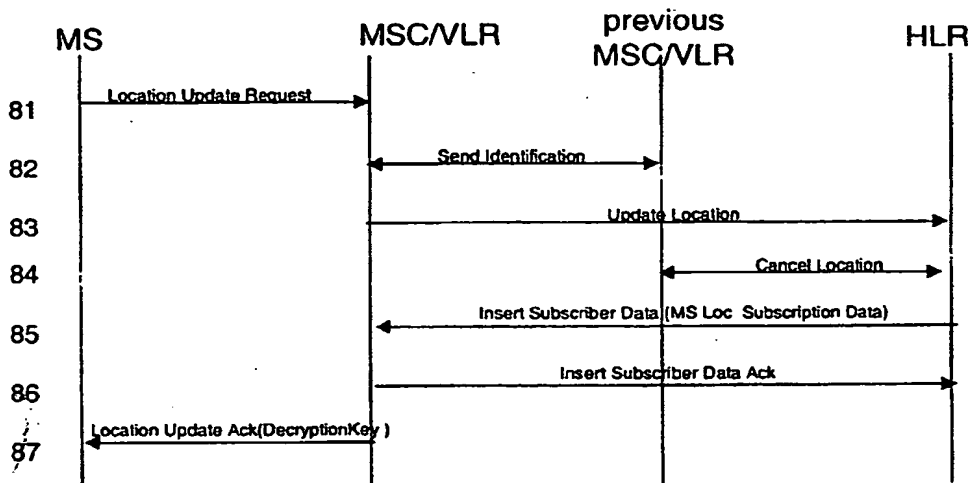 MS
MSC/VLR
previous
MSC/VLR
HLR
81
Location Update Request
82
Send Identification
83
Update Location
84
Cancel Location
85
Insert Subscriber Data (MS Loc Subscription Data)
86
Insert Subscriber Data Ack
87
Location Update Ack(DecryptionKey )